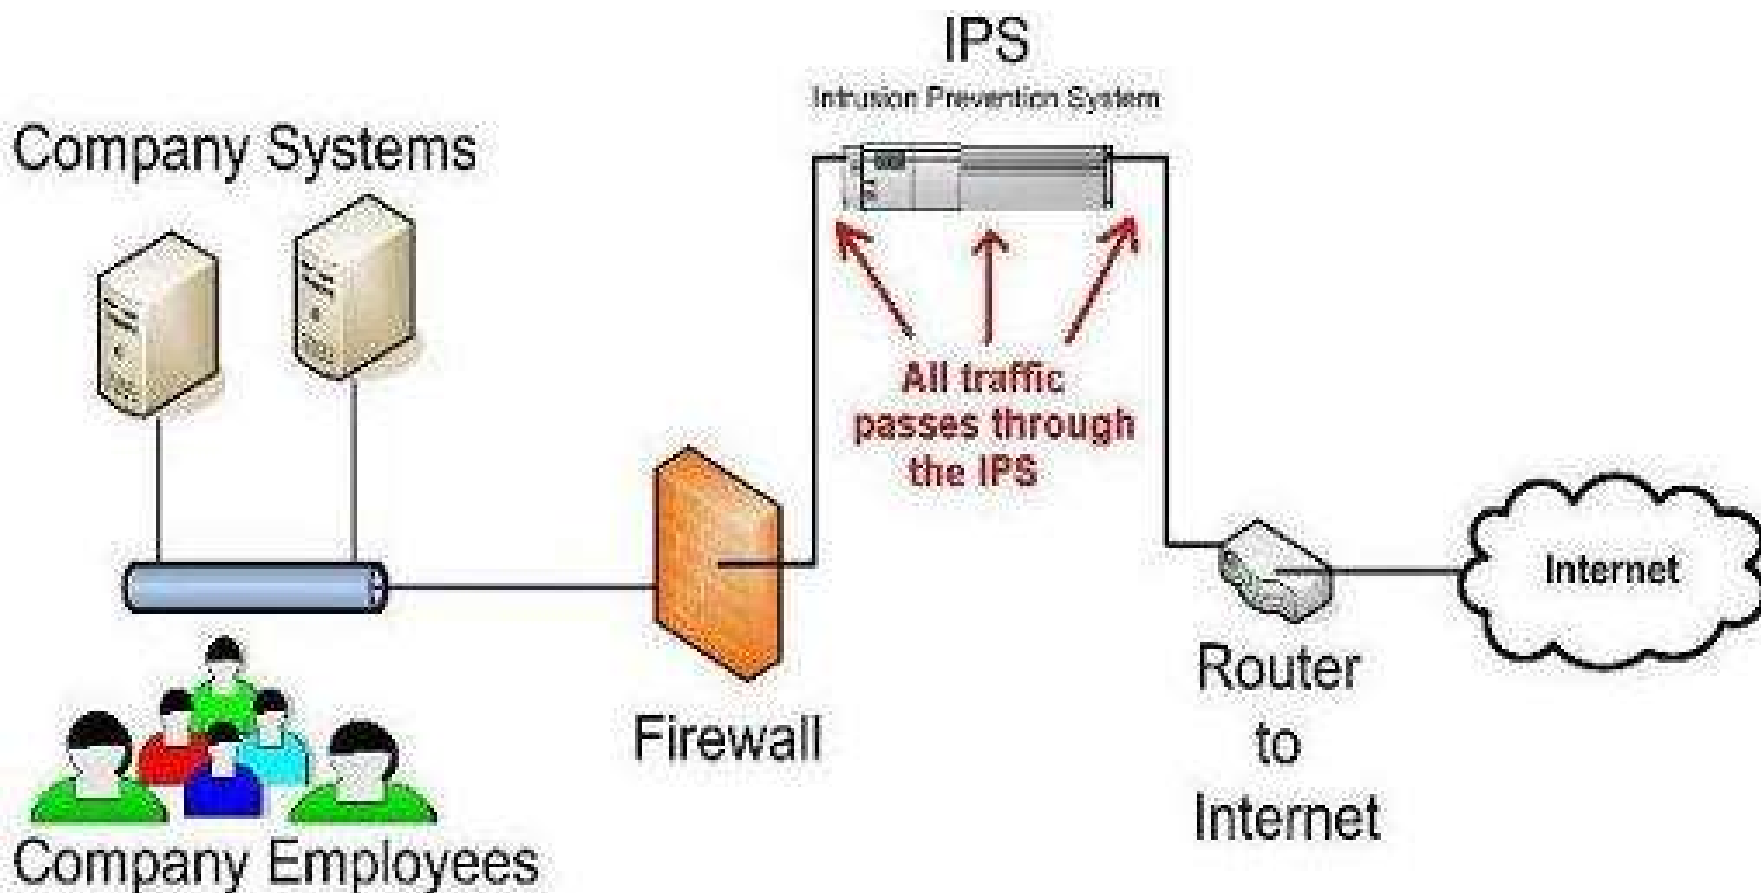 IPS
Intrusion Prevention System
Company Systems
All traffic
passes through
the IPS
Internet
Firewall
Router
to
Internet
Company Employees